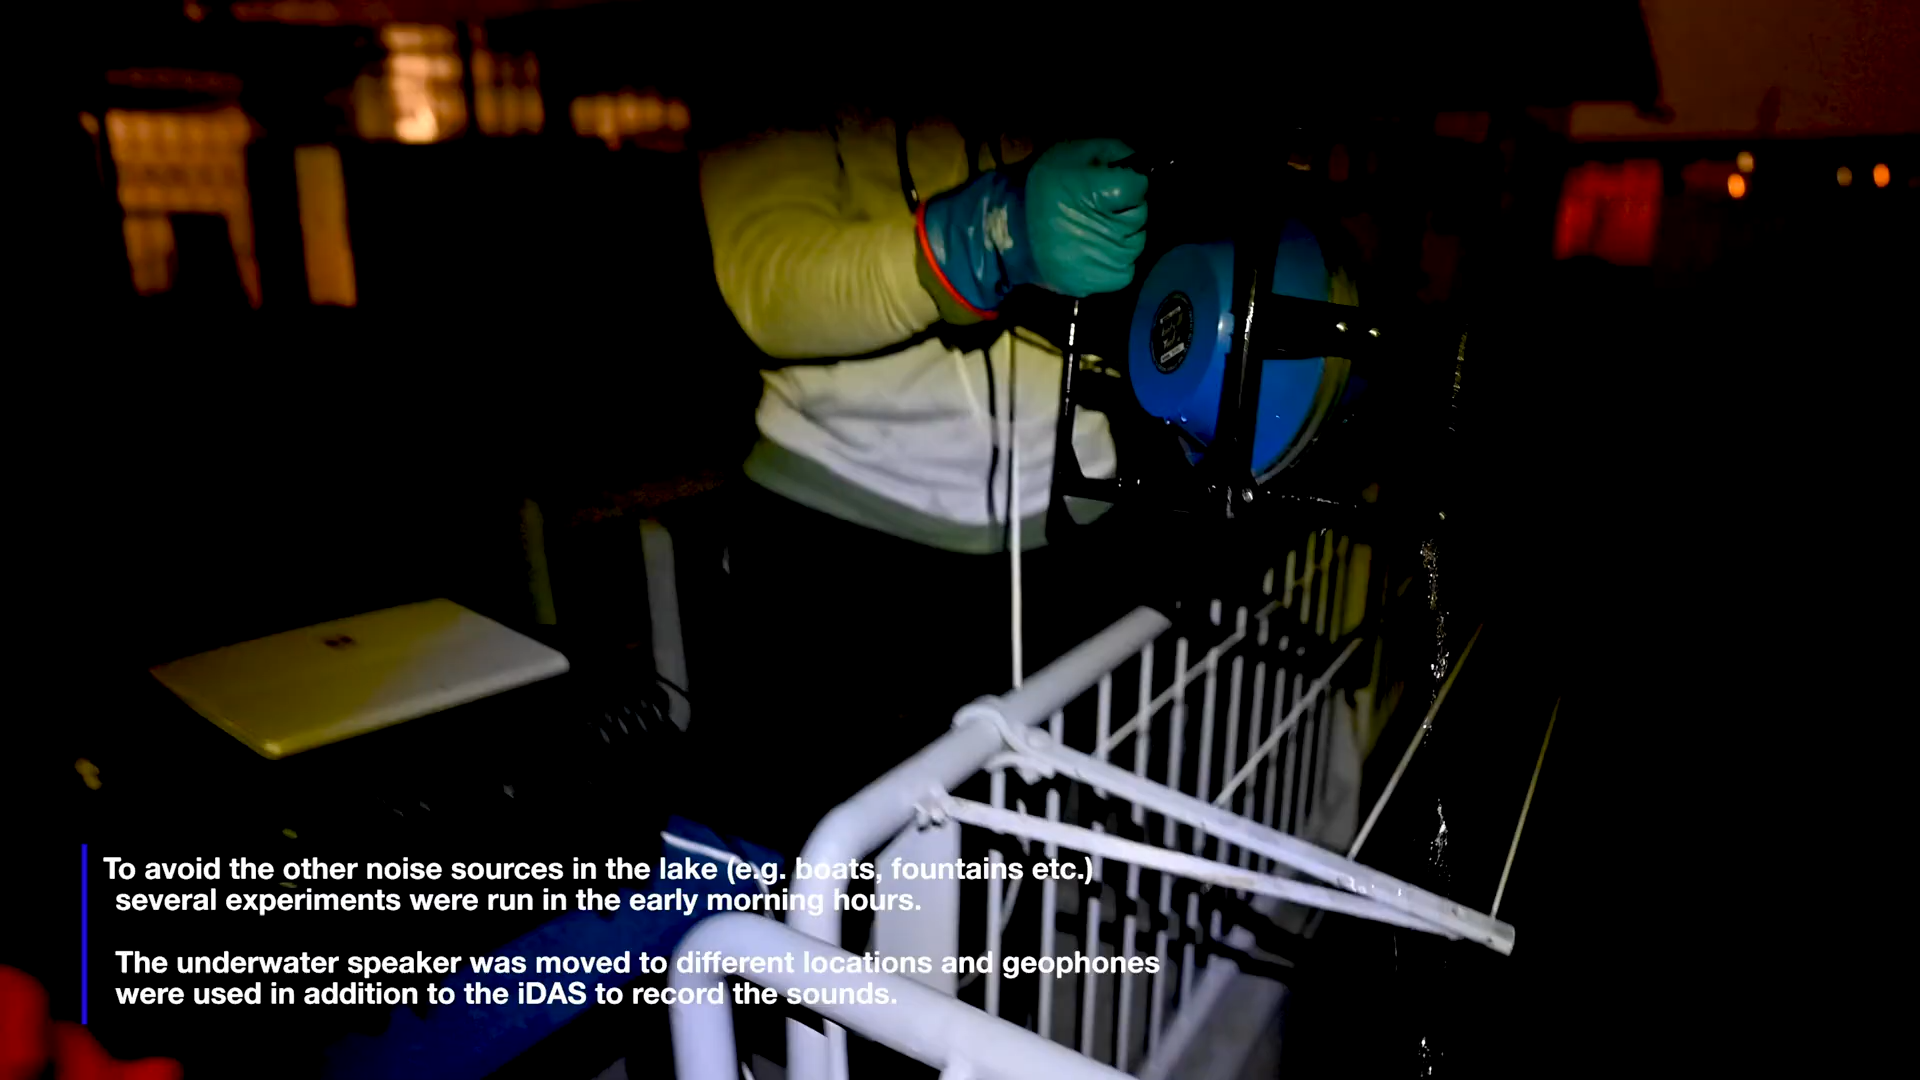 To avoid the other noise sources in the lake (e.g. boats, fountains etc.)
several experiments were run in the early morning hours.
The underwater speaker was moved to different locations and geophones
were used in addition to the iDAS to record the sounds.